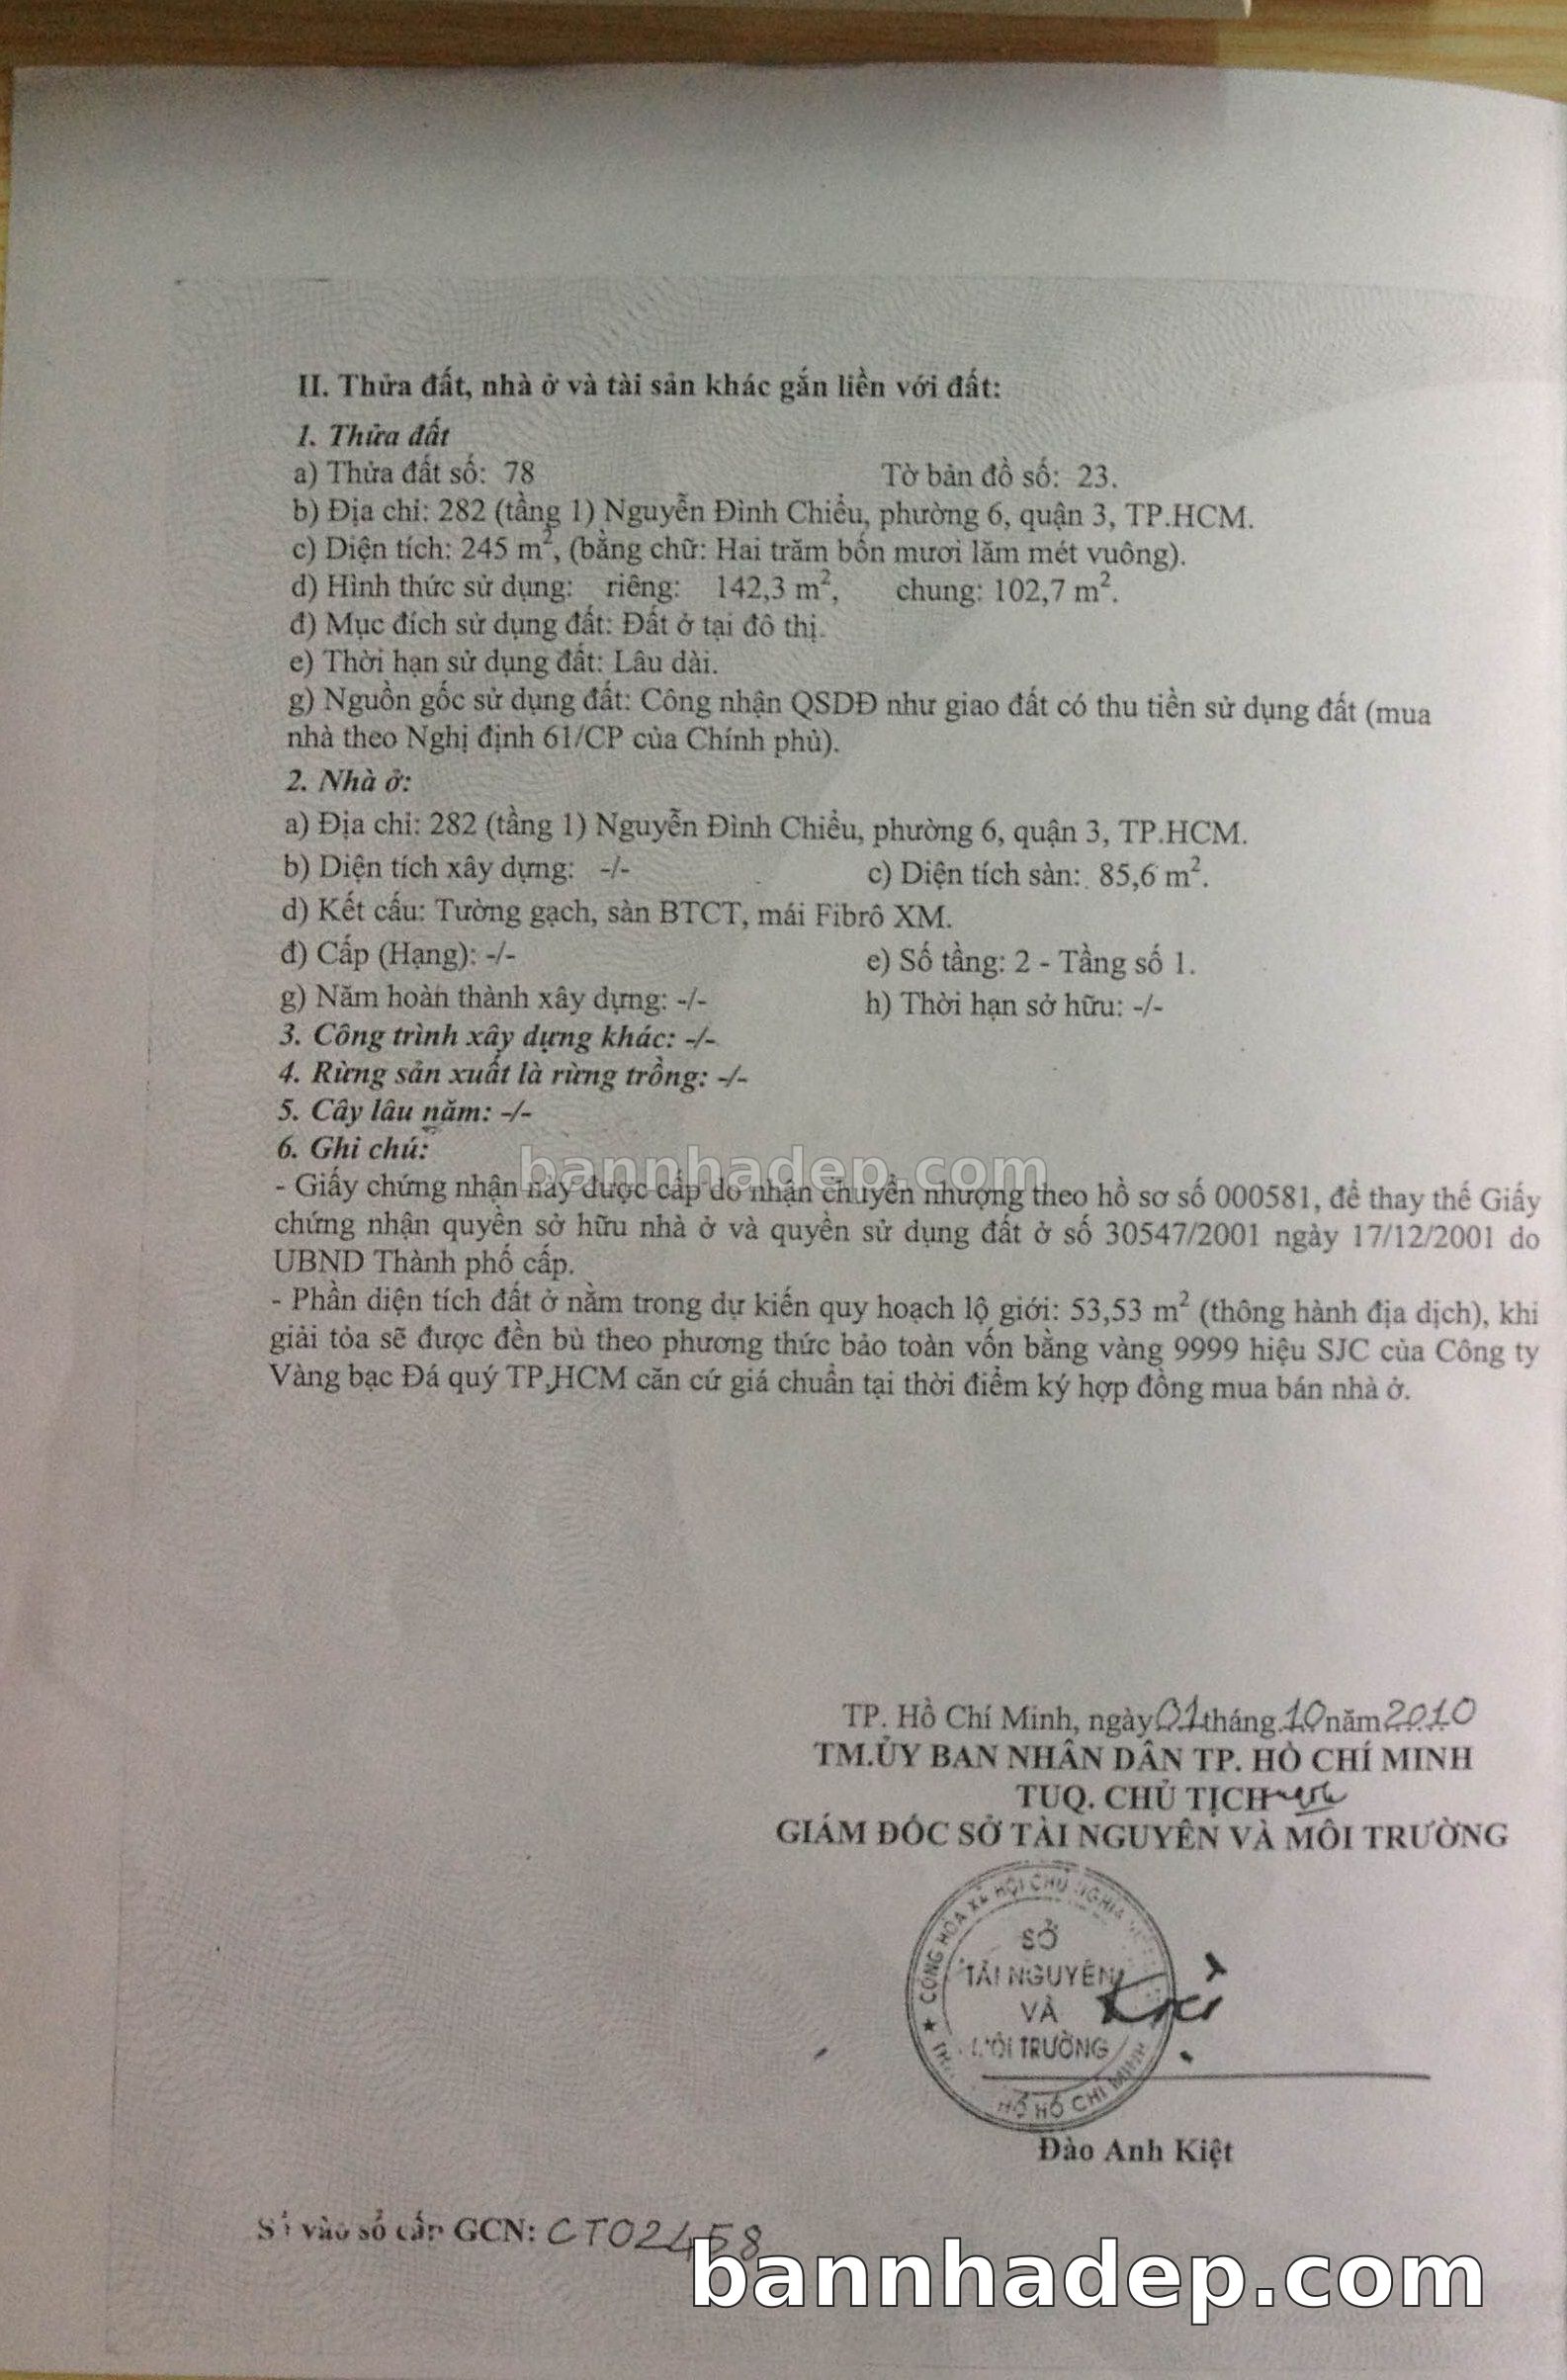 II. Thửa đất, nhà ở và tài sản khác gắn liền với đất:
1. Thửa đất
a) Thửa đất số: 78 Tờ bản đồ số: 23.
b) Địa chỉ: 282 (tầng 1) Nguyễn Đình Chiểu, phường 6, quận 3, TP.HCM.
c) Diện tích: 245 m², (bằng chữ: Hai trăm bốn mươi lăm mét vuông).
d) Hình thức sử dụng: riêng: 142,3 m², chung: 102,7 m².
đ) Mục đích sử dụng đất: Đất ở tại đô thị.
e) Thời hạn sử dụng đất: Lâu dài.
g) Nguồn gốc sử dụng đất: Công nhận QSDĐ như giao đất có thu tiền sử dụng đất (mua
nhà theo Nghị định 61/CP của Chính phủ).
2. Nhà ở:
a) Địa chỉ: 282 (tầng 1) Nguyễn Đình Chiểu, phường 6, quận 3, TP.HCM.
b) Diện tích xây dựng: -/- c) Diện tích sàn: 85,6 m².
d) Kết cấu: Tường gạch, sàn BTCT, mái Fibrô XM.
đ) Cấp (Hạng): -/- e) Số tầng: 2 - Tầng số 1.
g) Năm hoàn thành xây dựng: -/- h) Thời hạn sở hữu: -/-
3. Công trình xây dựng khác: -/-
4. Rừng sản xuất là rừng trồng: -/-
5. Cây lâu năm: -/-
6. Ghi chú:
bannhadep.com
- Giấy chứng nhận này được cấp do nhận chuyển nhượng theo hồ sơ số 000581, để thay thế Giấy
chứng nhận quyền sở hữu nhà ở và quyền sử dụng đất ở số 30547/2001 ngày 17/12/2001 do
UBND Thành phố cấp.
- Phần diện tích đất ở nằm trong dự kiến quy hoạch lộ giới: 53,53 m² (thông hành địa dịch), khi
giải tỏa sẽ được đền bù theo phương thức bảo toàn vốn bằng vàng 9999 hiệu SJC của Công ty
Vàng bạc Đá quý TP.HCM căn cứ giá chuẩn tại thời điểm ký hợp đồng mua bán nhà ở.
TP. Hồ Chí Minh, ngày 01 tháng 10 năm 2010
TM.ỦY BAN NHÂN DÂN TP. HỒ CHÍ MINH
TUQ. CHỦ TỊCH
GIÁM ĐỐC SỞ TÀI NGUYÊN VÀ MÔI TRƯỜNG
CỘNG HÒA XÃ HỘI CHỦ NGHĨA
SỞ
TÀI NGUYÊN
VÀ
MÔI TRƯỜNG
HỒ CHÍ MINH
Đào Anh Kiệt
Số vào sổ cấp GCN: CT02458
bannhadep.com